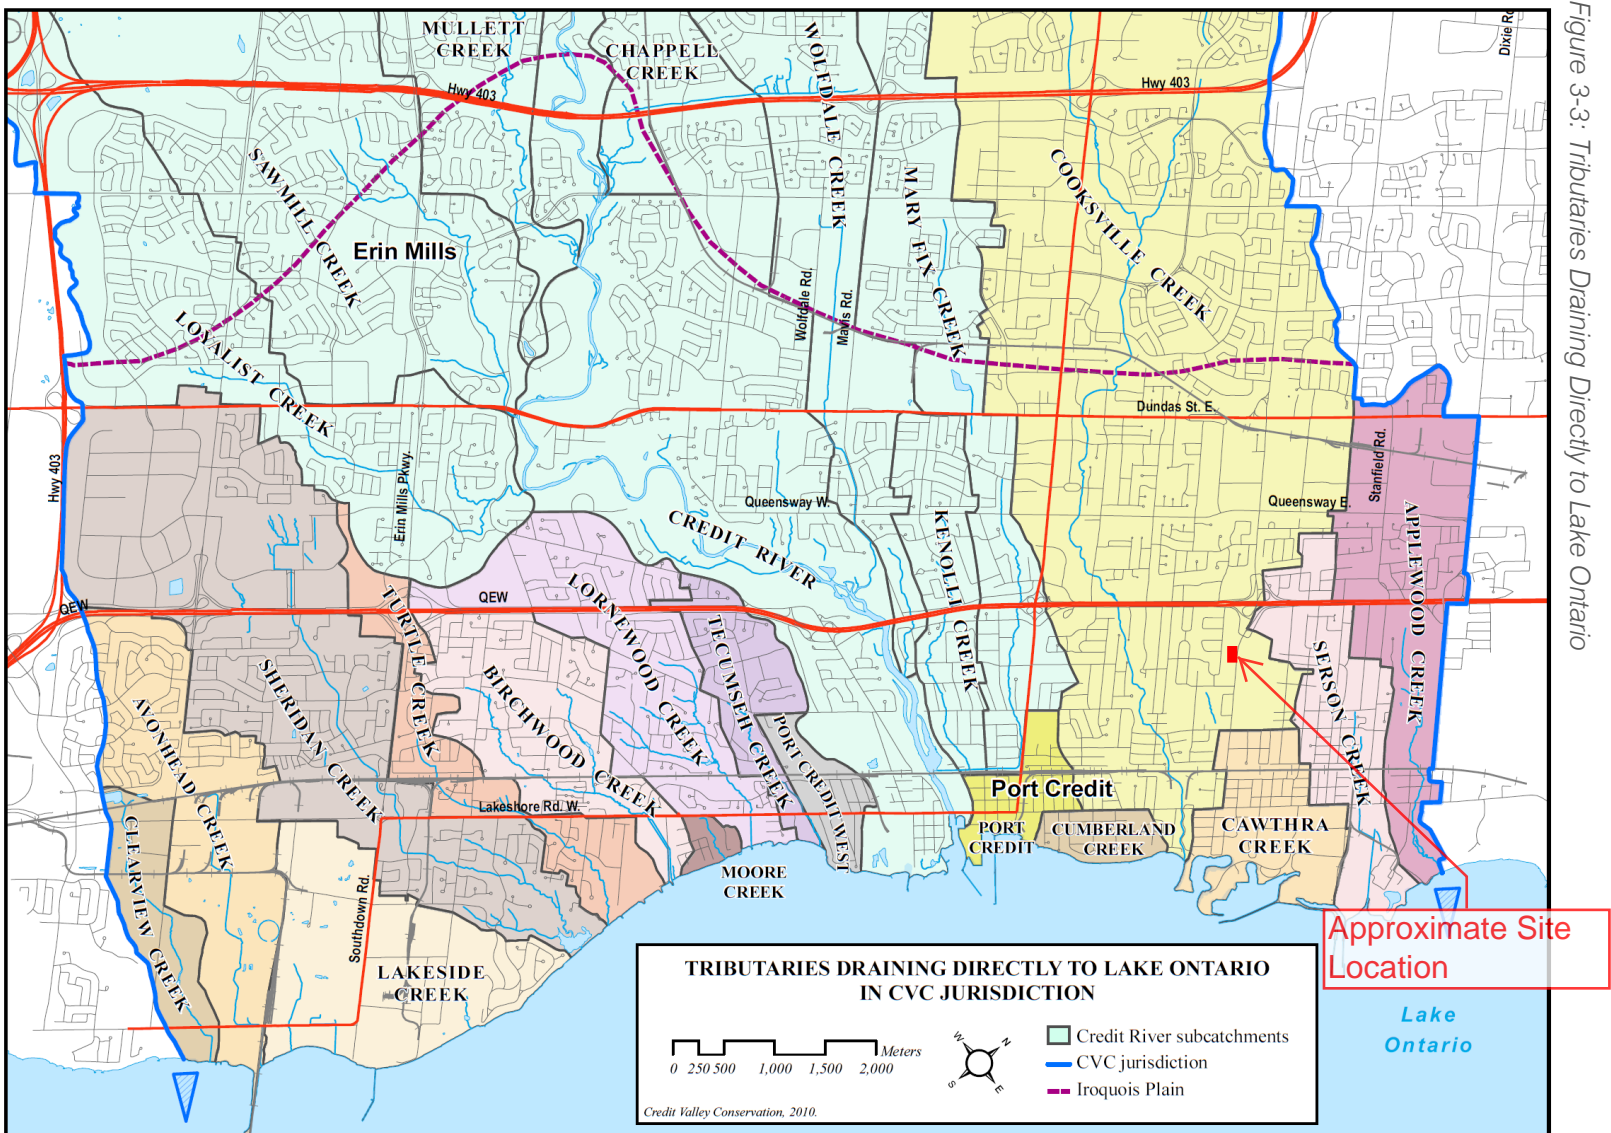 MULLETT
CREEK
CHAPPELL
CREEK
WOLFDALE CREEK
Dixie Rd
Hwy 403
Hwy 403
SAWMILL CREEK
Erin Mills
MARY FIX CREEK
COOKSVILLE CREEK
Wolfdale Rd.
Mavis Rd.
LOYALIST CREEK
Dundas St. E.
Hwy 403
Erin Mills Pkwy.
Queensway W.
Queensway E.
Stanfield Rd.
CREDIT RIVER
KENOLLI CREEK
APPLEWOOD CREEK
QEW
QEW
TURTLE CREEK
LORNEWOOD CREEK
TECUMSEH CREEK
SERSON CREEK
AVONHEAD CREEK
SHERIDAN CREEK
BIRCHWOOD CREEK
PORT CREDIT WEST
Lakeshore Rd. W.
Port Credit
PORT
CREDIT
CUMBERLAND
CREEK
CAWTHRA
CREEK
MOORE
CREEK
CLEARVIEW CREEK
Southdown Rd.
LAKESIDE
CREEK
Approximate Site
Location
Lake
Ontario
TRIBUTARIES DRAINING DIRECTLY TO LAKE ONTARIO
IN CVC JURISDICTION
Meters
0 250 500 1,000 1,500 2,000
W N
S E
Credit River subcatchments
CVC jurisdiction
Iroquois Plain
Credit Valley Conservation, 2010.
Figure 3-3: Tributaries Draining Directly to Lake Ontario